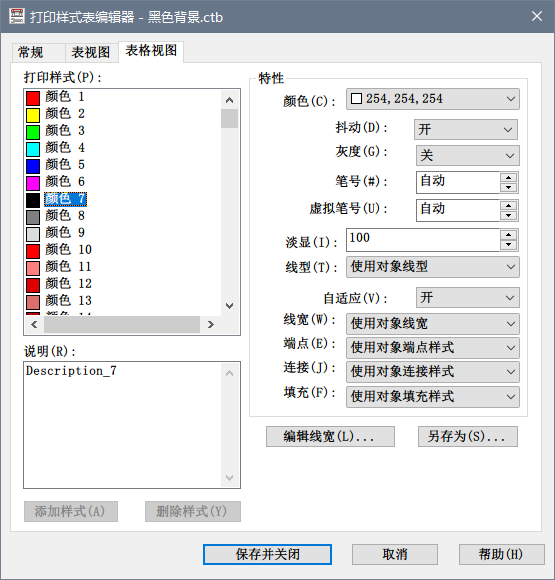 打印样式表编辑器 - 黑色背景.ctb
常规
表视图
表格视图
打印样式(P):
颜色 1
颜色 2
颜色 3
颜色 4
颜色 5
颜色 6
颜色 7
颜色 8
颜色 9
颜色 10
颜色 11
颜色 12
颜色 13
颜色 14
说明(R):
Description_7
添加样式(A)
删除样式(Y)
特性
颜色(C): 254,254,254
抖动(D): 开
灰度(G): 关
笔号(#): 自动
虚拟笔号(U): 自动
淡显(I): 100
线型(T): 使用对象线型
自适应(V): 开
线宽(W): 使用对象线宽
端点(E): 使用对象端点样式
连接(J): 使用对象连接样式
填充(F): 使用对象填充样式
编辑线宽(L)...
另存为(S)...
保存并关闭
取消
帮助(H)